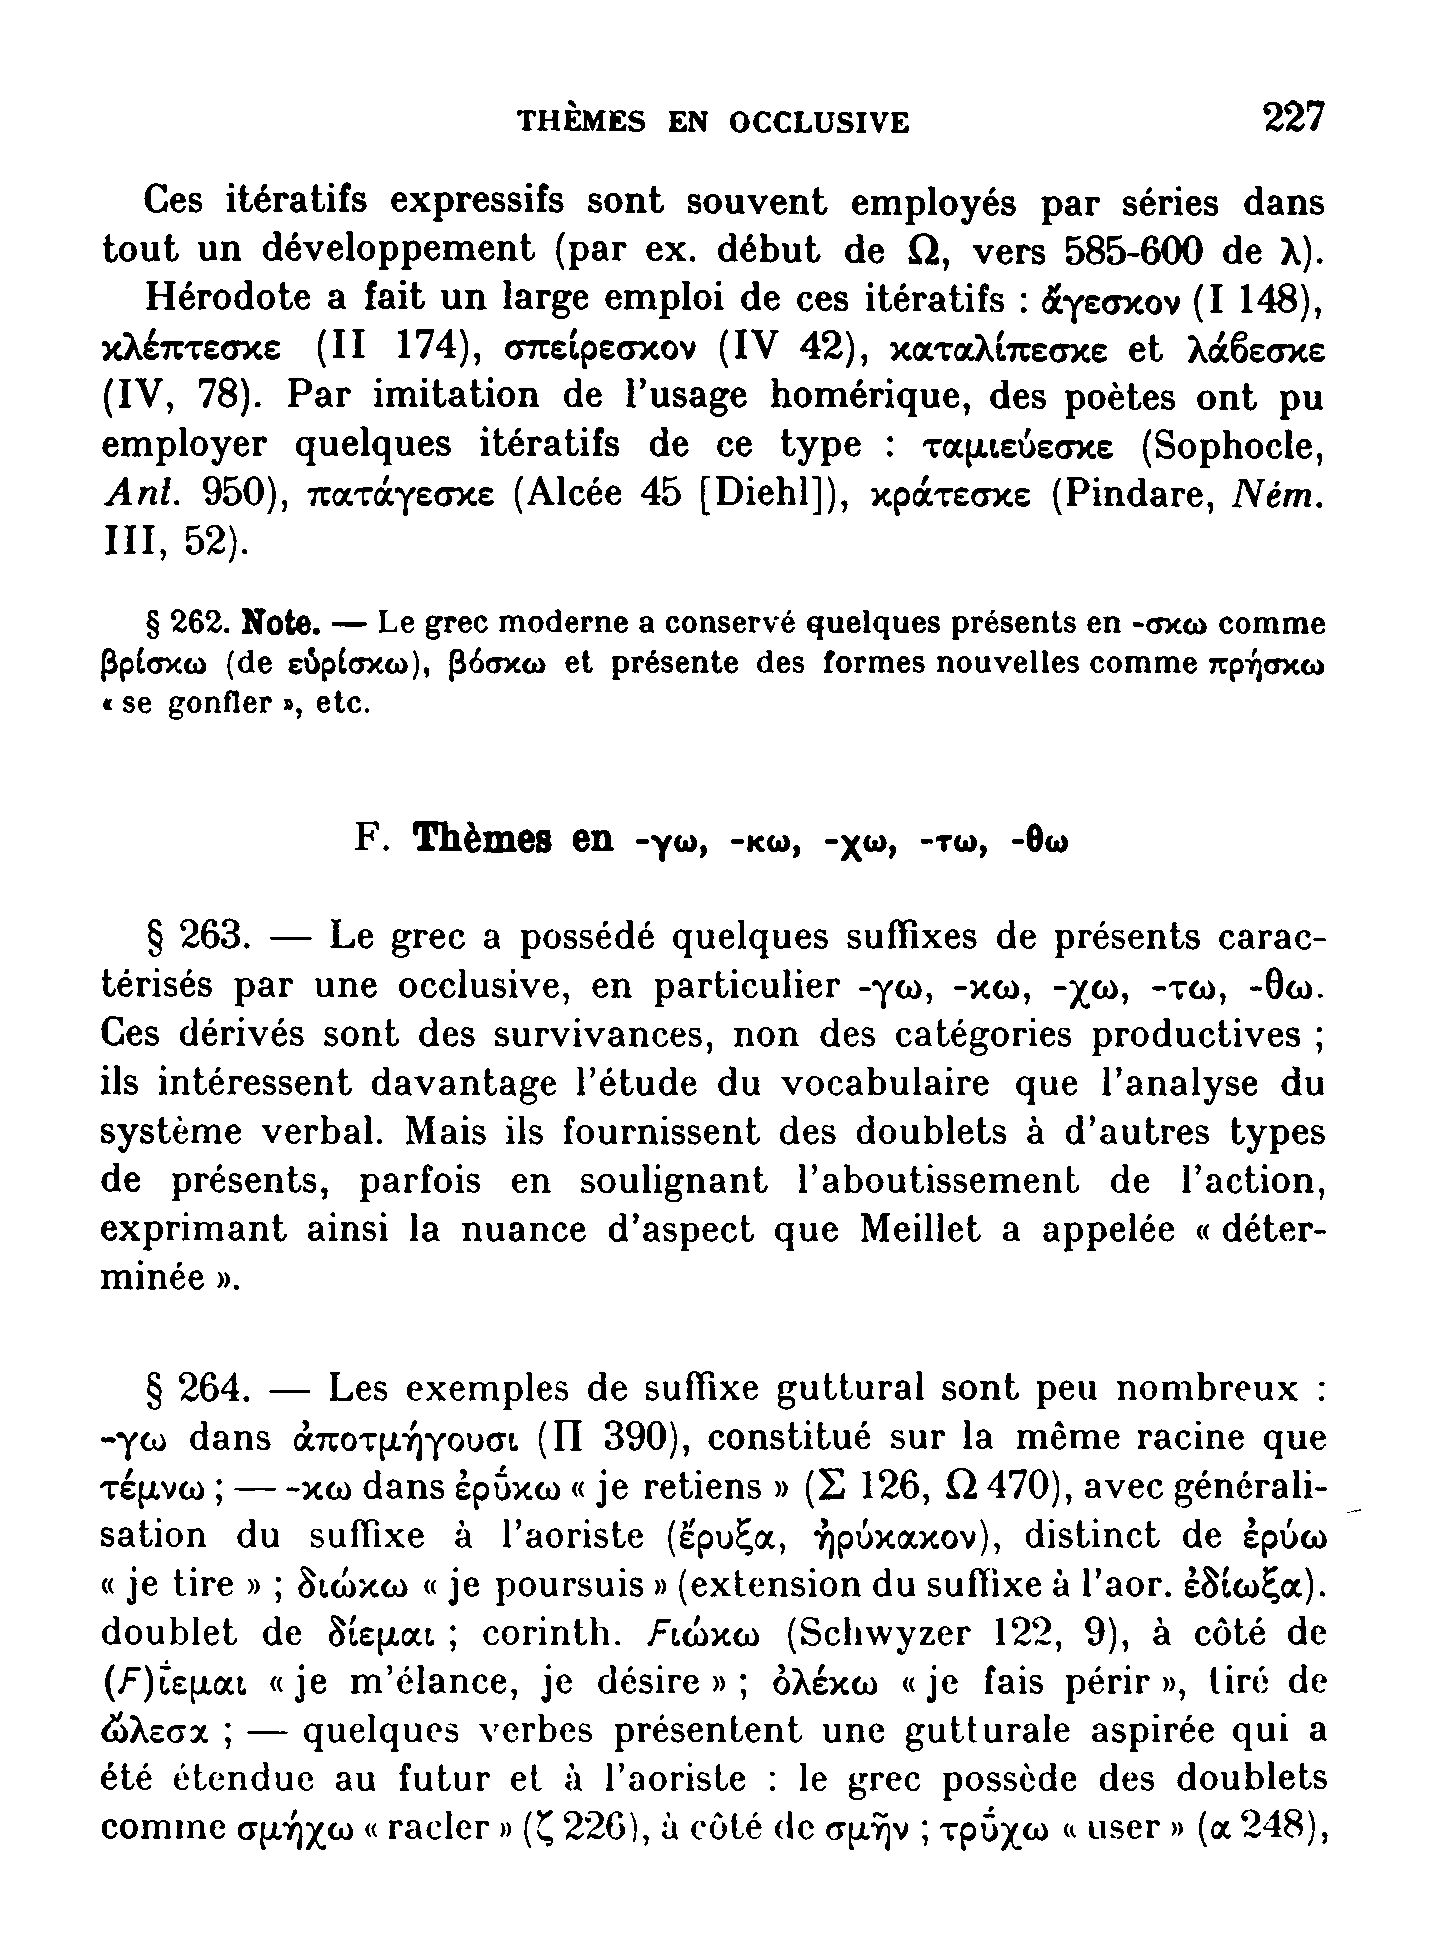 THÈMES EN OCCLUSIVE 227
Ces itératifs expressifs sont souvent employés par séries dans
tout un développement (par ex. début de Ω, vers 585-600 de λ).
Hérodote a fait un large emploi de ces itératifs : ἄγεσκον (I 148),
κλέπτεσκε (II 174), σπείρεσκον (IV 42), καταλίπεσκε et λάϐεσκε
(IV, 78). Par imitation de l’usage homérique, des poètes ont pu
employer quelques itératifs de ce type : ταμιεύεσκε (Sophocle,
Ant. 950), πατάγεσκε (Alcée 45 [Diehl]), κράτεσκε (Pindare, Ném.
III, 52).
§ 262. Note. — Le grec moderne a conservé quelques présents en -σκω comme
βρίσκω (de εὑρίσκω), βόσκω et présente des formes nouvelles comme πρήσκω
« se gonfler », etc.
F. Thèmes en -γω, -κω, -χω, -τω, -θω
§ 263. — Le grec a possédé quelques suffixes de présents carac-
térisés par une occlusive, en particulier -γω, -κω, -χω, -τω, -θω.
Ces dérivés sont des survivances, non des catégories productives ;
ils intéressent davantage l’étude du vocabulaire que l’analyse du
système verbal. Mais ils fournissent des doublets à d’autres types
de présents, parfois en soulignant l’aboutissement de l’action,
exprimant ainsi la nuance d’aspect que Meillet a appelée « déter-
minée ».
§ 264. — Les exemples de suffixe guttural sont peu nombreux :
-γω dans ἀποτμήγουσι (Π 390), constitué sur la même racine que
τέμνω ; — -κω dans ἐρῡ́κω « je retiens » (Σ 126, Ω 470), avec générali-
sation du suffixe à l’aoriste (ἔρυξα, ἠρύκακον), distinct de ἐρύω
« je tire » ; διώκω « je poursuis » (extension du suffixe à l’aor. ἐδίωξα).
doublet de δίεμαι ; corinth. Ϝιώκω (Schwyzer 122, 9), à côté de
(Ϝ)ῑ́εμαι « je m’élance, je désire » ; ὀλέκω « je fais périr », tiré de
ὤλεσα ; — quelques verbes présentent une gutturale aspirée qui a
été étendue au futur et à l’aoriste : le grec possède des doublets
comme σμήχω « racler » (ζ 226), à côté de σμῆν ; τρῡ́χω « user » (α 248),